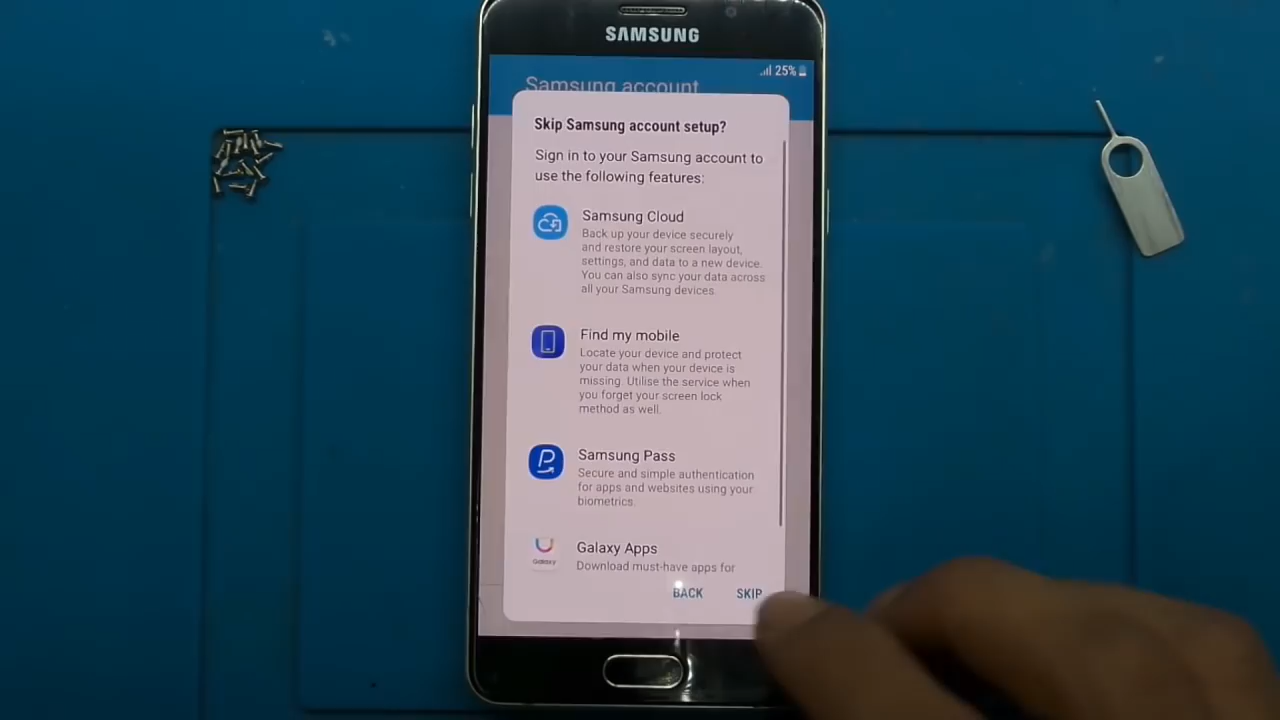 SAMSUNG
25%
Samsung account
Skip Samsung account setup?
Sign in to your Samsung account to
use the following features:
Samsung Cloud
Back up your device securely
and restore your screen layout,
settings, and data to a new device.
You can also sync your data across
all your Samsung devices.
Find my mobile
Locate your device and protect
your data when your device is
missing. Utilise the service when
you forget your screen lock
method as well.
Samsung Pass
Secure and simple authentication
for apps and websites using your
biometrics.
Galaxy Apps
Galaxy
Download must-have apps for
BACK SKIP